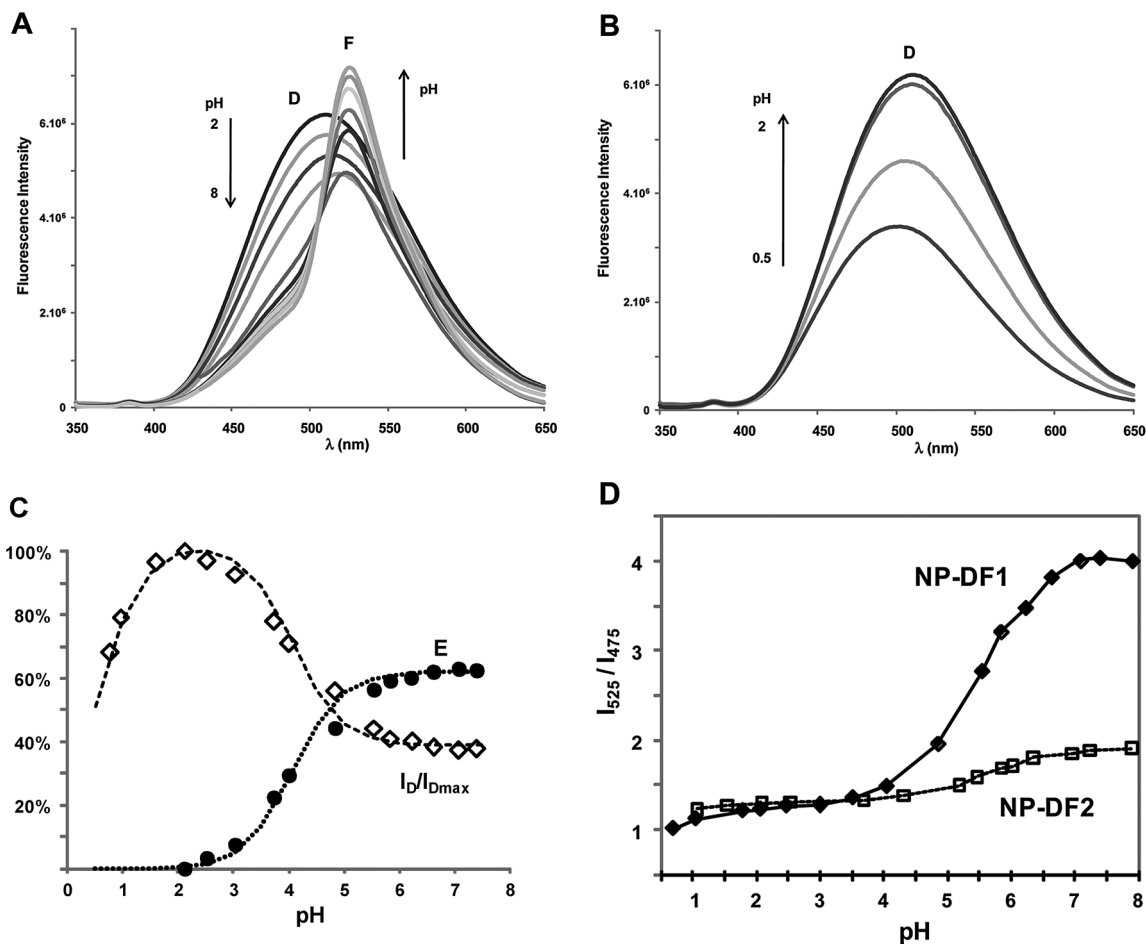 A
F
D
pH
2
8
pH
Fluorescence Intensity
6.10⁶
4.10⁶
2.10⁶
0
350 400 450 500 550 600 650
λ (nm)
B
D
pH
2
0.5
Fluorescence Intensity
6.10⁶
4.10⁶
2.10⁶
0
350 400 450 500 550 600 650
λ (nm)
C
100%
80%
60%
40%
20%
E
I_D/I_Dmax
0 1 2 3 4 5 6 7 8
pH
D
4
3
2
1
I₅₂₅ / I₄₇₅
NP-DF1
NP-DF2
1 2 3 4 5 6 7 8
pH